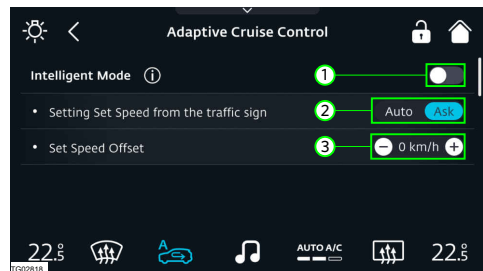 Adaptive Cruise Control
Intelligent Mode i 1
• Setting Set Speed from the traffic sign 2 Auto Ask
• Set Speed Offset 3 − 0 km/h +
22.5° A AUTO A/C 22.5°
TG02818